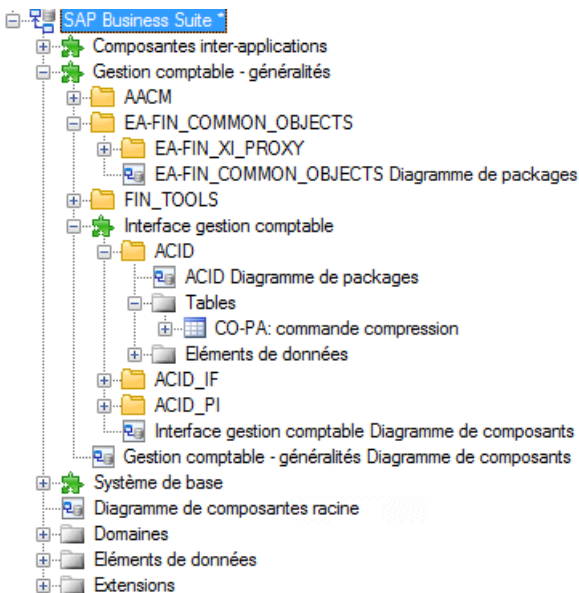 SAP Business Suite *
Composantes inter-applications
Gestion comptable - généralités
AACM
EA-FIN_COMMON_OBJECTS
EA-FIN_XI_PROXY
EA-FIN_COMMON_OBJECTS Diagramme de packages
FIN_TOOLS
Interface gestion comptable
ACID
ACID Diagramme de packages
Tables
CO-PA: commande compression
Eléments de données
ACID_IF
ACID_PI
Interface gestion comptable Diagramme de composants
Gestion comptable - généralités Diagramme de composants
Système de base
Diagramme de composantes racine
Domaines
Eléments de données
Extensions